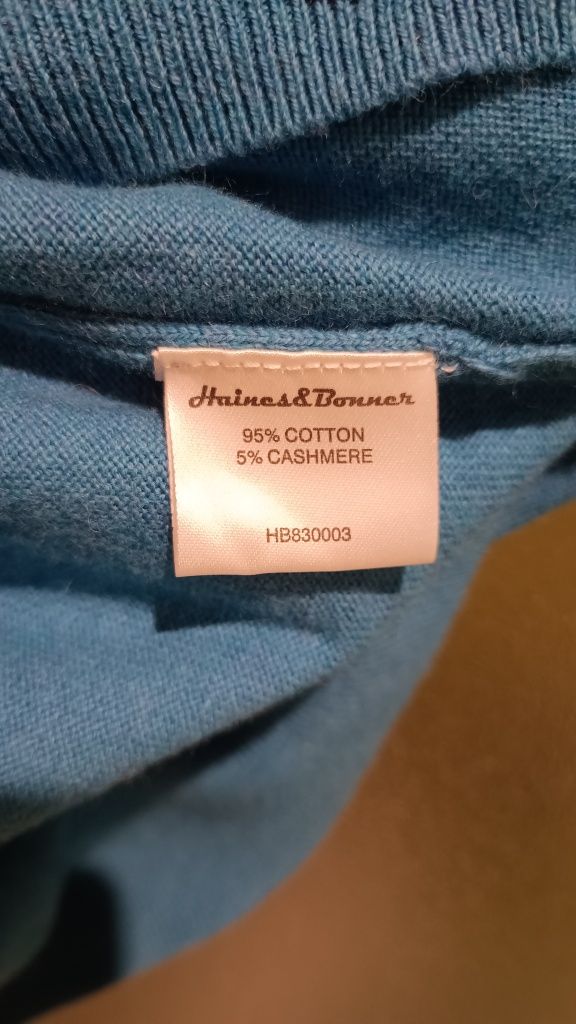 Haines&Bonner
95% COTTON
5% CASHMERE
HB830003